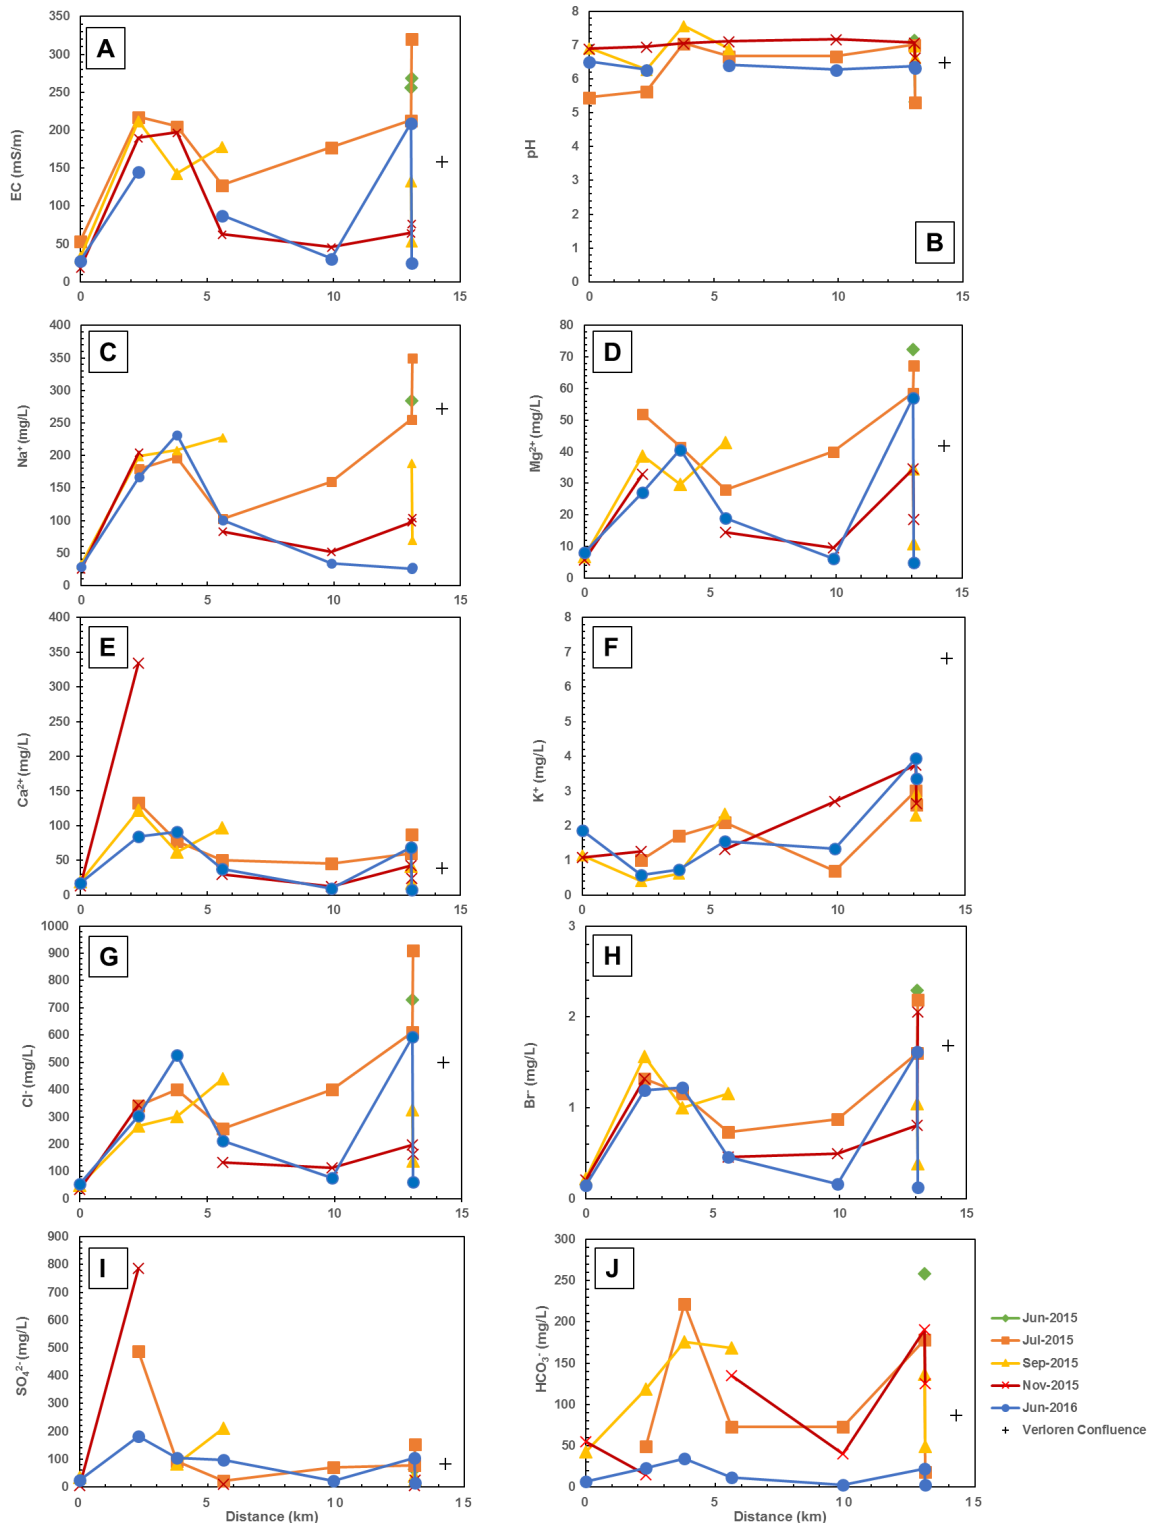 A
EC (mS/m)
350
300
250
200
150
100
50
0
0 5 10 15
B
pH
8
7
6
5
4
3
2
1
0
0 5 10 15
C
Na⁺ (mg/L)
400
350
300
250
200
150
100
50
0
0 5 10 15
D
Mg²⁺ (mg/L)
80
70
60
50
40
30
20
10
0
0 5 10 15
E
Ca²⁺ (mg/L)
400
350
300
250
200
150
100
50
0
0 5 10 15
F
K⁺ (mg/L)
8
7
6
5
4
3
2
1
0
0 5 10 15
G
Cl⁻ (mg/L)
1000
900
800
700
600
500
400
300
200
100
0
0 5 10 15
H
Br⁻ (mg/L)
3
2
1
0
0 5 10 15
I
SO₄²⁻ (mg/L)
900
800
700
600
500
400
300
200
100
0
0 5 10 15
Distance (km)
J
HCO₃⁻ (mg/L)
300
250
200
150
100
50
0
0 5 10 15
Distance (km)
Jun-2015
Jul-2015
Sep-2015
Nov-2015
Jun-2016
Verloren Confluence